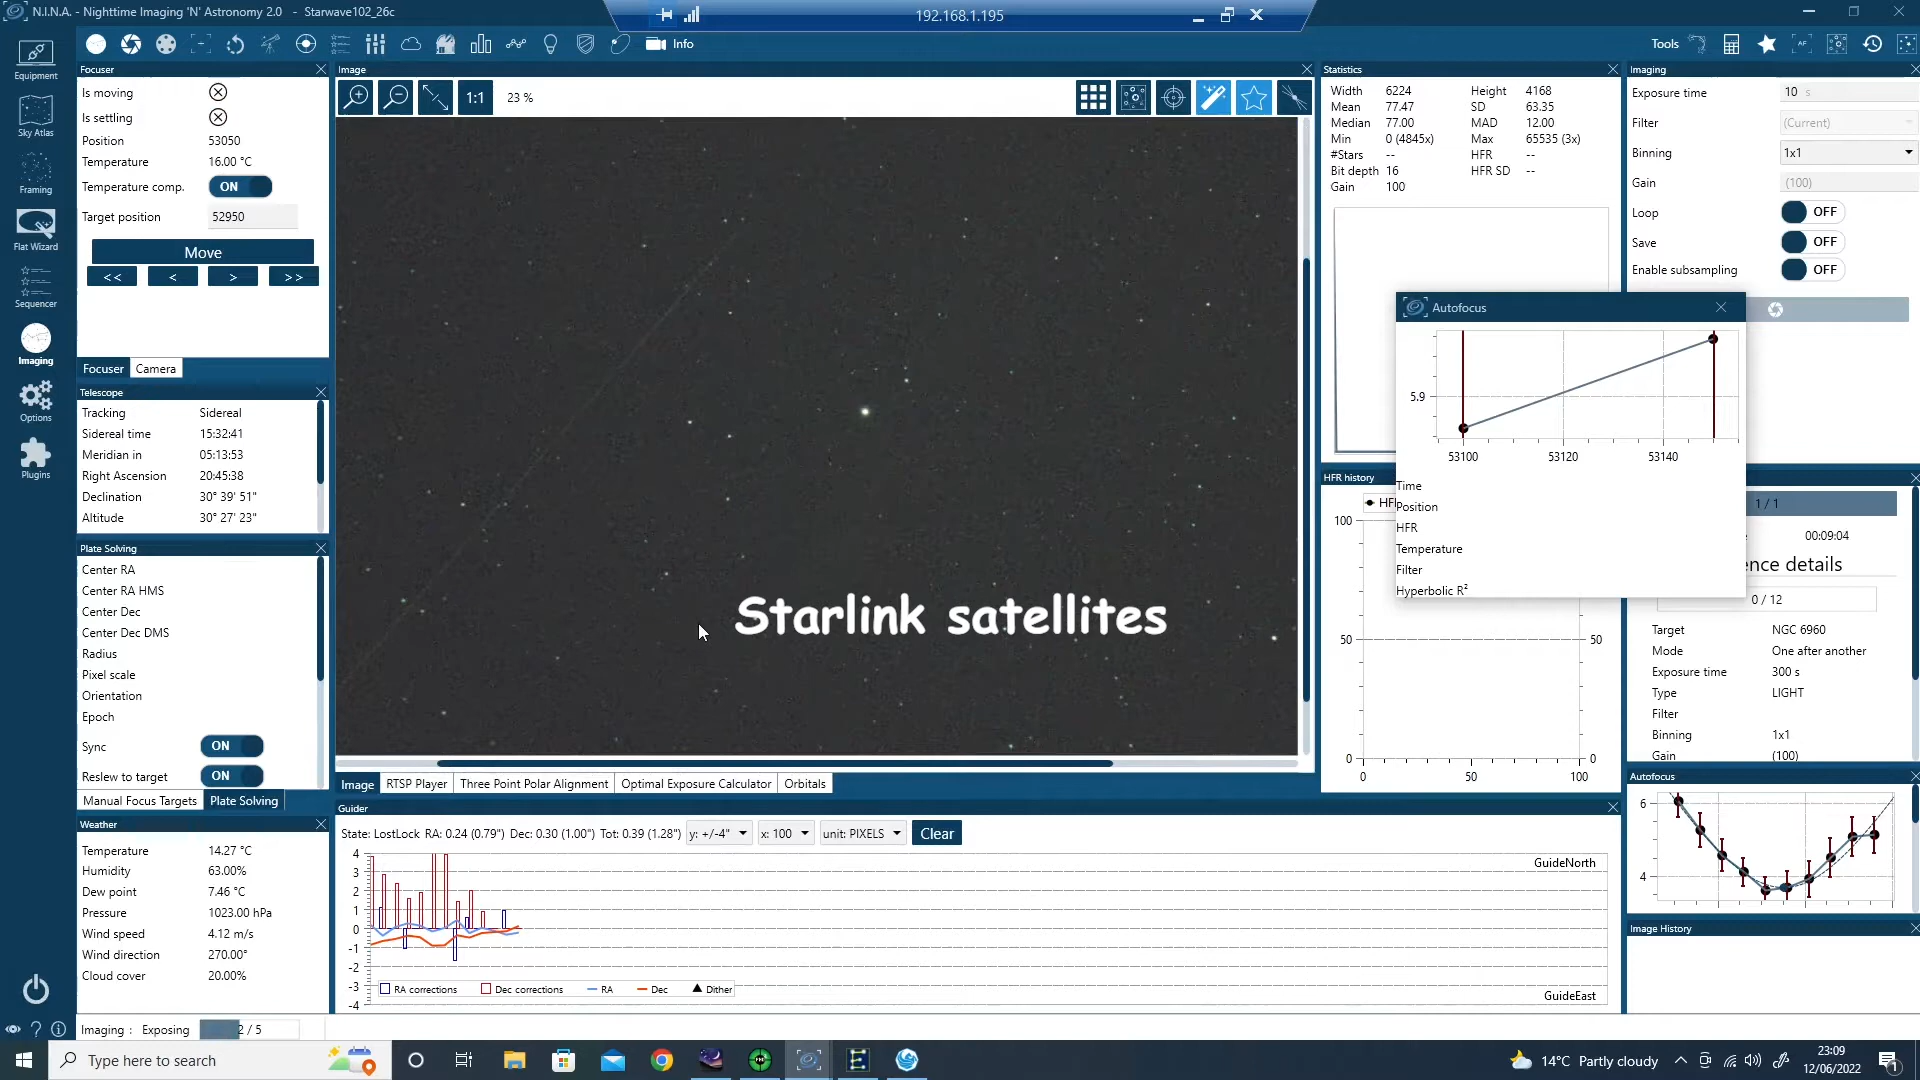 N.I.N.A. - Nighttime Imaging 'N' Astronomy 2.0 - Starwave102_26c
192.168.1.195
Info
Tools
Equipment
Sky Atlas
Framing
Flat Wizard
Sequencer
Imaging
Options
Plugins
Focuser
Is moving
Is settling
Position 53050
Temperature 16.00 °C
Temperature comp. ON
Target position 52950
Move
<< < > >>
Focuser Camera
Telescope
Tracking Sidereal
Sidereal time 15:32:41
Meridian in 05:13:53
Right Ascension 20:45:38
Declination 30° 39' 51"
Altitude 30° 27' 23"
Plate Solving
Center RA
Center RA HMS
Center Dec
Center Dec DMS
Radius
Pixel scale
Orientation
Epoch
Sync ON
Reslew to target ON
Manual Focus Targets Plate Solving
Weather
Temperature 14.27 °C
Humidity 63.00%
Dew point 7.46 °C
Pressure 1023.00 hPa
Wind speed 4.12 m/s
Wind direction 270.00°
Cloud cover 20.00%
Imaging : Exposing 2 / 5
Image
1:1 23 %
Starlink satellites
Image RTSP Player Three Point Polar Alignment Optimal Exposure Calculator Orbitals
Guider
State: LostLock RA: 0.24 (0.79") Dec: 0.30 (1.00") Tot: 0.39 (1.28") y: +/-4" x: 100 unit: PIXELS Clear
4
3
2
1
0
-1
-2
-3
-4
GuideNorth
GuideEast
RA corrections Dec corrections RA Dec Dither
Statistics
Width 6224 Height 4168
Mean 77.47 SD 63.35
Median 77.00 MAD 12.00
Min 0 (4845x) Max 65535 (3x)
#Stars -- HFR --
Bit depth 16 HFR SD --
Gain 100
HFR history
HF
100
50
0
50
0
0 50 100
Autofocus
5.9
53100 53120 53140
Time
Position
HFR
Temperature
Filter
Hyperbolic R²
Imaging
Exposure time 10 s
Filter (Current)
Binning 1x1
Gain (100)
Loop OFF
Save OFF
Enable subsampling OFF
1 / 1
e 00:09:04
ence details
0 / 12
Target NGC 6960
Mode One after another
Exposure time 300 s
Type LIGHT
Filter
Binning 1x1
Gain (100)
Autofocus
6
4
Image History
Type here to search
14°C Partly cloudy
23:09
12/06/2022
1